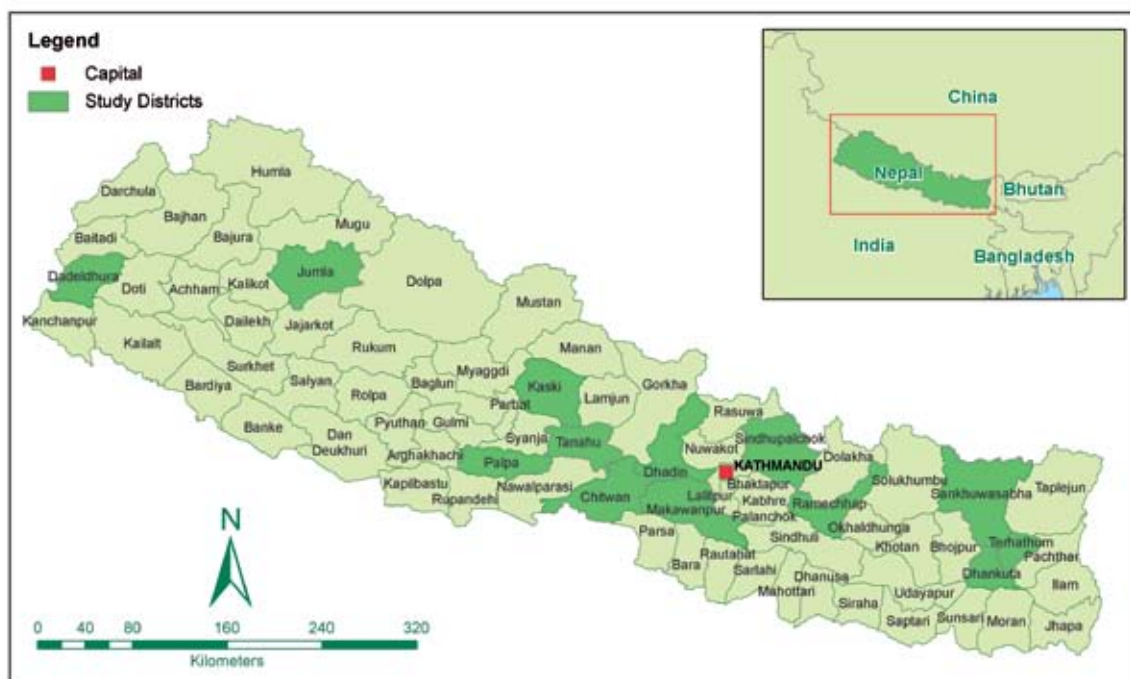 Legend
Capital
Study Districts
China
Nepal
Bhutan
India
Bangladesh
Humla
Darchula
Bajhan
Mugu
Baitadi
Bajura
Dadeldhura
Jumla
Doti
Achham
Kalikot
Dolpa
Mustan
Kanchanpur
Dailekh
Jajarkot
Kailalt
Rukum
Manan
Surkhet
Myaggdi
Gorkha
Bardiya
Salyan
Baglun
Kaski
Rolpa
Parbat
Lamjun
Rasuwa
Banke
Pyuthan
Gulmi
Syanja
Tanahu
Nuwakot
Sindhupalchok
Dan
Deukhuri
Arghakhachi
Dolakha
Palpa
Dhadin
KATHMANDU
Solukhumbu
Kapilbastu
Nawalparasi
Bhaktapur
Sankhuwasabha
Taplejun
Rupandehi
Chitwan
Lalitpur
Kabhre
Palanchok
Ramechhap
Makawanpur
Okhaldhunga
Parsa
Sindhuli
Khotan
Bhojpur
Terhathum
Pachther
Bara
Rautahat
Sarlahi
Dhanusa
Dhankuta
Mahottari
Udayapur
Ilam
Siraha
Saptari
Sunsari
Moran
Jhapa
N
0 40 80 160 240 320
Kilometers